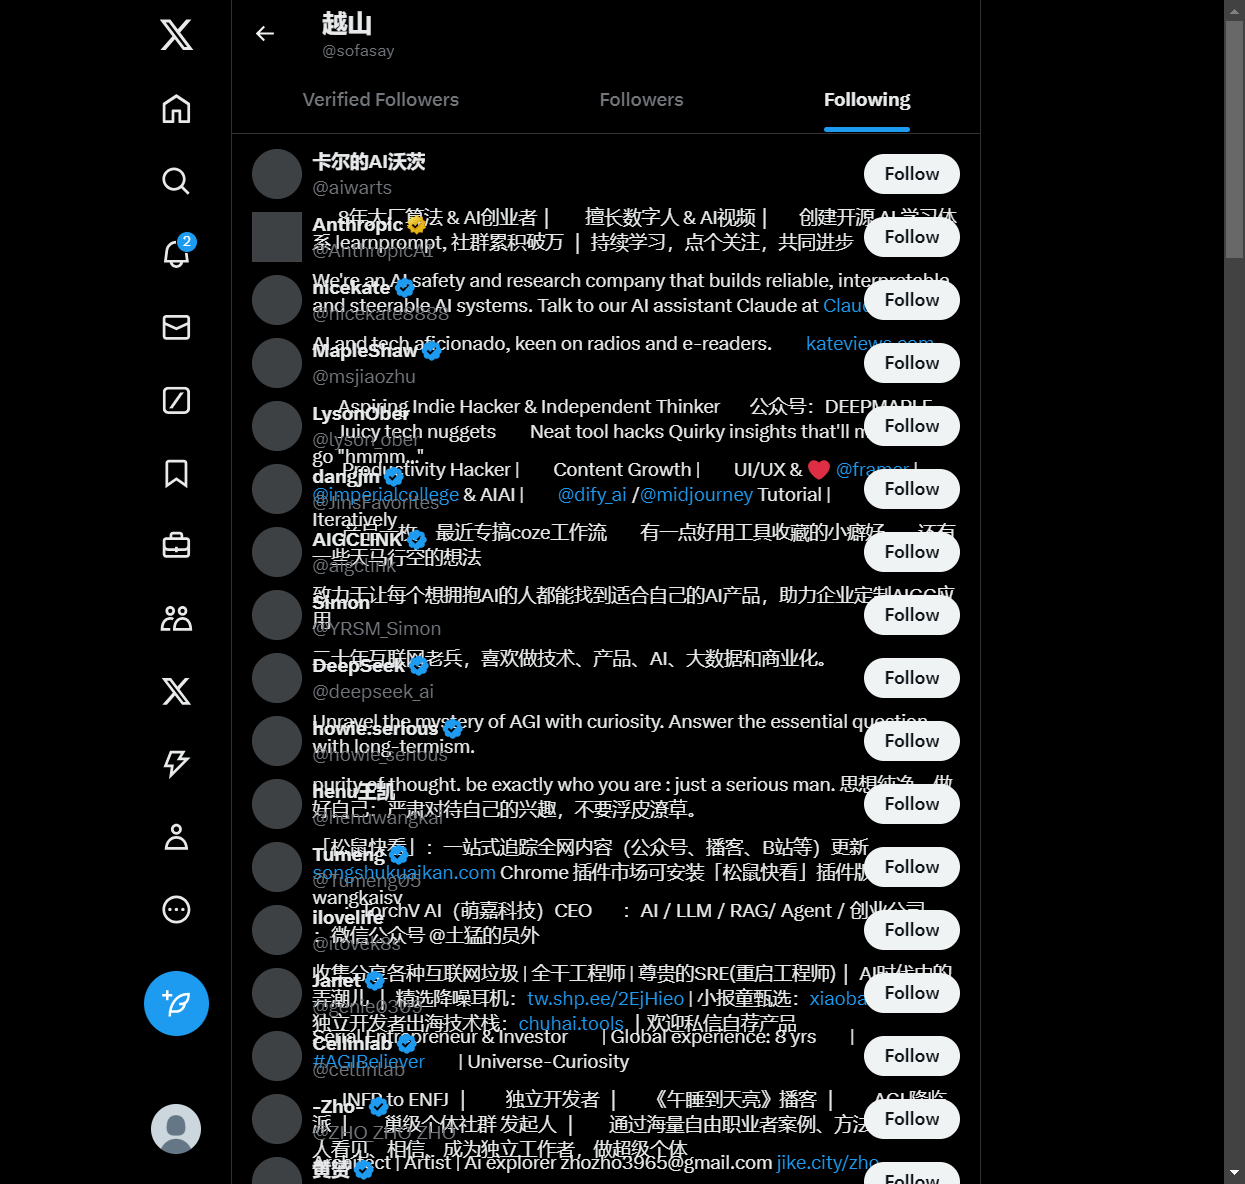 越山
@sofasay
Verified Followers
Followers
Following
2
卡尔的AI沃茨
@aiwarts
Follow
8年大厂算法 & AI创业者｜ 擅长数字人 & AI视频｜ 创建开源 AI 学习体
系 learnprompt, 社群累积破万 ｜ 持续学习，点个关注，共同进步
Anthropic
@AnthropicAI
Follow
We're an AI safety and research company that builds reliable, interpretable
and steerable AI systems. Talk to our AI assistant Claude at
nicekate
@nicekate8888
Follow
AI and tech aficionado, keen on radios and e-readers. kateviews.com
MapleShaw
@msjiaozhu
Follow
Aspiring Indie Hacker & Independent Thinker 公众号：DEEPMAPLE
Juicy tech nuggets Neat tool hacks Quirky insights that'll
go "hmmm..."
LysonOber
@lyson_ober
Follow
Productivity Hacker | Content Growth | UI/UX & @framer |
@imperialcollege & AIAI | @dify_ai /@midjourney Tutorial |
Iteratively
dangjin
@JinsFavorites
Follow
产品一枚 最近专搞coze工作流 有一点好用工具收藏的小癖好 还有
一些天马行空的想法
AIGCLINK
@aigclink
Follow
致力于让每个想拥抱AI的人都能找到适合自己的AI产品，助力企业定制AIGC应
用
Simon
@YRSM_Simon
Follow
二十年互联网老兵，喜欢做技术、产品、AI、大数据和商业化。
DeepSeek
@deepseek_ai
Follow
Unravel the mystery of AGI with curiosity. Answer the essential question
with long-termism.
howie.serious
@howie_serious
Follow
purity of thought. be exactly who you are : just a serious man. 思想纯净，做
好自己：严肃对待自己的兴趣，不要浮皮潦草。
henu王凯
@henuwangkai
Follow
「松鼠快看」：一站式追踪全网内容（公众号、播客、B站等）更新
songshukuaikan.com Chrome 插件市场可安装「松鼠快看」插件版
wangkaisy
Tumeng
@Tumeng05
Follow
TorchV AI（萌嘉科技）CEO ：AI / LLM / RAG/ Agent / 创业公司
：微信公众号 @土猛的员外
ilovelife
@ilovek8s
Follow
收集分享各种互联网垃圾 | 全干工程师 | 尊贵的SRE(重启工程师)｜ AI时代中的
弄潮儿 ｜ 精选降噪耳机：tw.shp.ee/2EjHieo | 小报童甄选：
独立开发者出海技术栈：chuhai.tools ｜欢迎私信自荐产品
Janet
@genie0309
Follow
Serial Entrepreneur & Investor | Global experience: 8 yrs |
#AGIBeliever | Universe-Curiosity
Cellinlab
@cellinlab
Follow
INFP to ENFJ ｜ 独立开发者 ｜ 《午睡到天亮》播客 ｜ AGI 降临
派 ｜ 巢级个体社群 发起人 ｜ 通过海量自由职业者案例、方法
人看见、相信、成为独立工作者，做超级个体
-Zho-
@ZHO_ZHO_ZHO
Follow
Architect | Artist | AI explorer zhozho3965@gmail.com jike.city/zho
黄赟
Follow